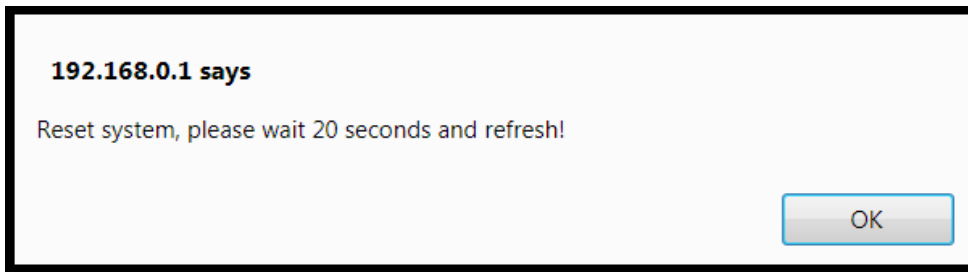 192.168.0.1 says
Reset system, please wait 20 seconds and refresh!
OK